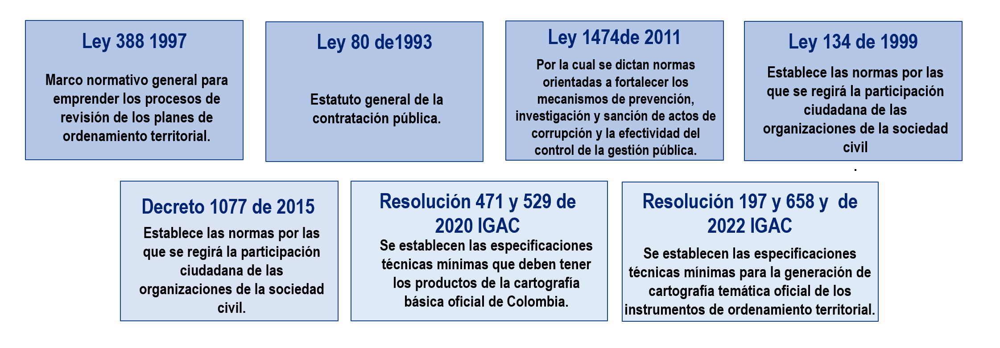 Ley 388 1997
Marco normativo general para
emprender los procesos de
revisión de los planes de
ordenamiento territorial.
Ley 80 de1993
Estatuto general de la
contratación pública.
Ley 1474de 2011
Por la cual se dictan normas
orientadas a fortalecer los
mecanismos de prevención,
investigación y sanción de actos de
corrupción y la efectividad del
control de la gestión pública.
Ley 134 de 1999
Establece las normas por las
que se regirá la participación
ciudadana de las
organizaciones de la sociedad
civil
.
Decreto 1077 de 2015
Establece las normas por las
que se regirá la participación
ciudadana de las
organizaciones de la sociedad
civil.
Resolución 471 y 529 de
2020 IGAC
Se establecen las especificaciones
técnicas mínimas que deben tener
los productos de la cartografía
básica oficial de Colombia.
Resolución 197 y 658 y  de
2022 IGAC
Se establecen las especificaciones
técnicas mínimas para la generación de
cartografía temática oficial de los
instrumentos de ordenamiento territorial.